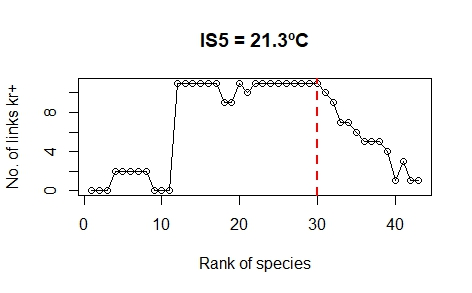 IS5 = 21.3ºC
No. of links kr+
0 4 8
0 10 20 30 40
Rank of species